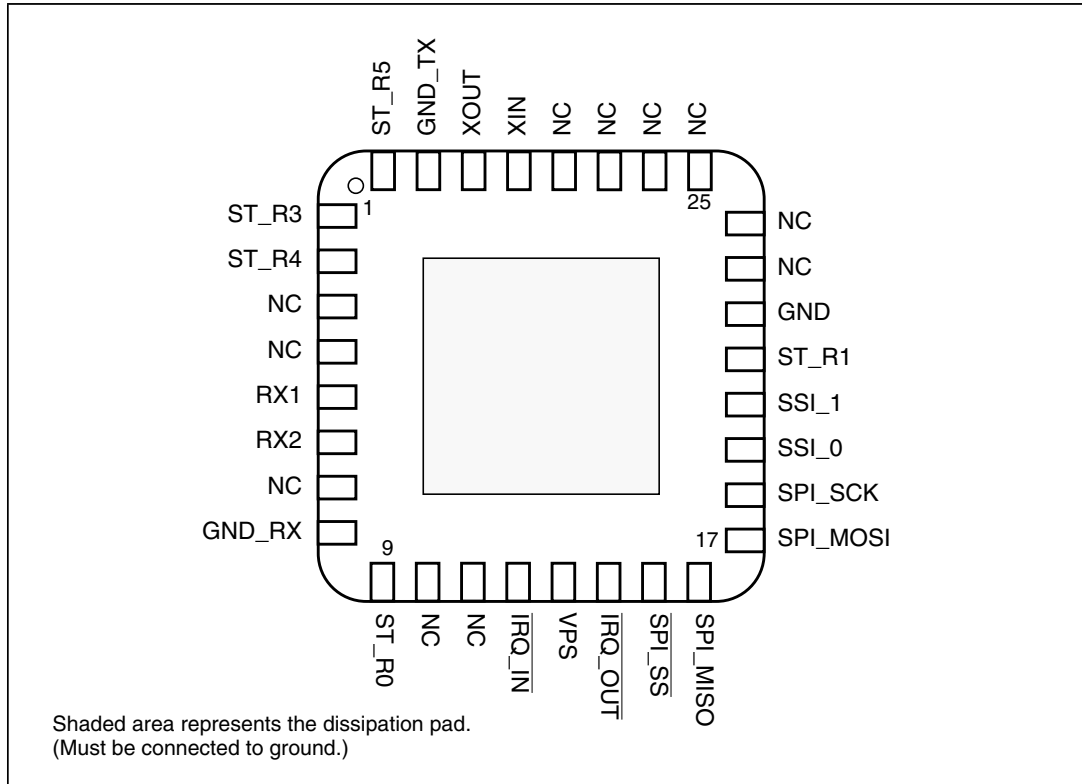 ST_R5
GND_TX
XOUT
XIN
NC
NC
NC
NC
1
25
ST_R3
ST_R4
NC
NC
RX1
RX2
NC
GND_RX
NC
NC
GND
ST_R1
SSI_1
SSI_0
SPI_SCK
SPI_MOSI
9
17
ST_R0
NC
NC
IRQ_IN
VPS
IRQ_OUT
SPI_SS
SPI_MISO
Shaded area represents the dissipation pad.
(Must be connected to ground.)